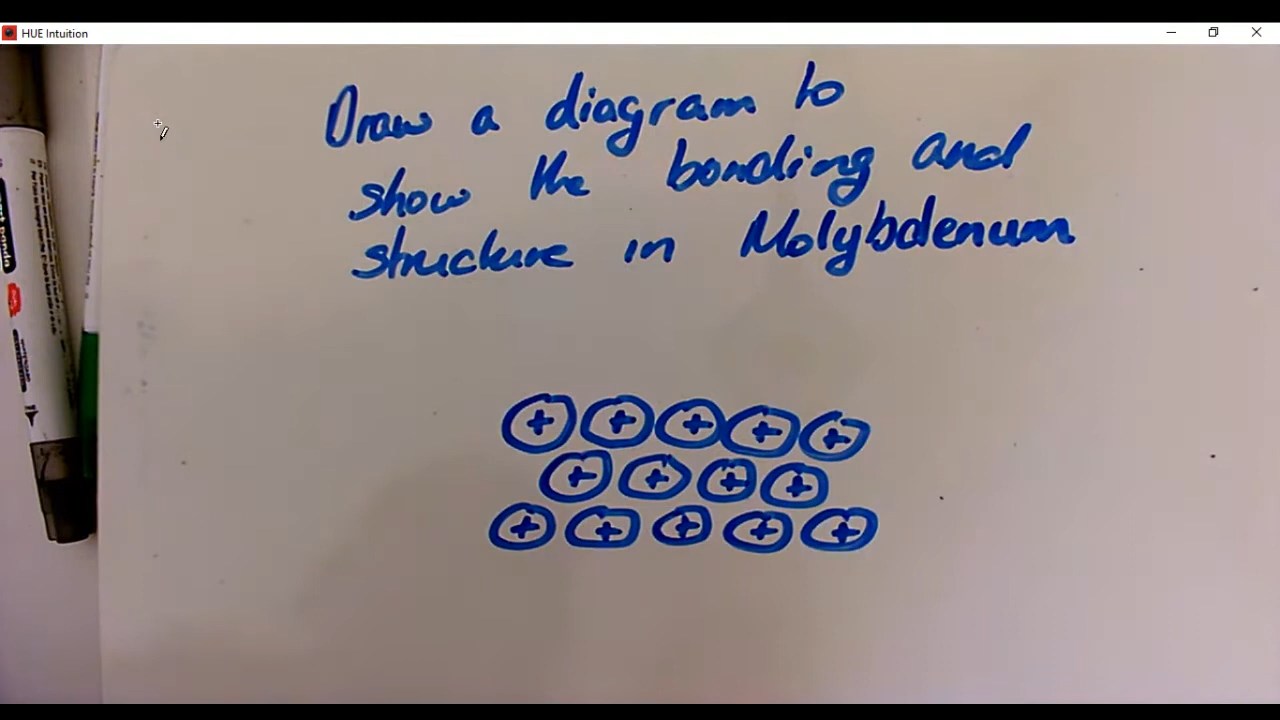 HUE Intuition
Draw a diagram to
show the bonding and
structure in Molybdenum
+ + + + +
+ + + +
+ + + + +